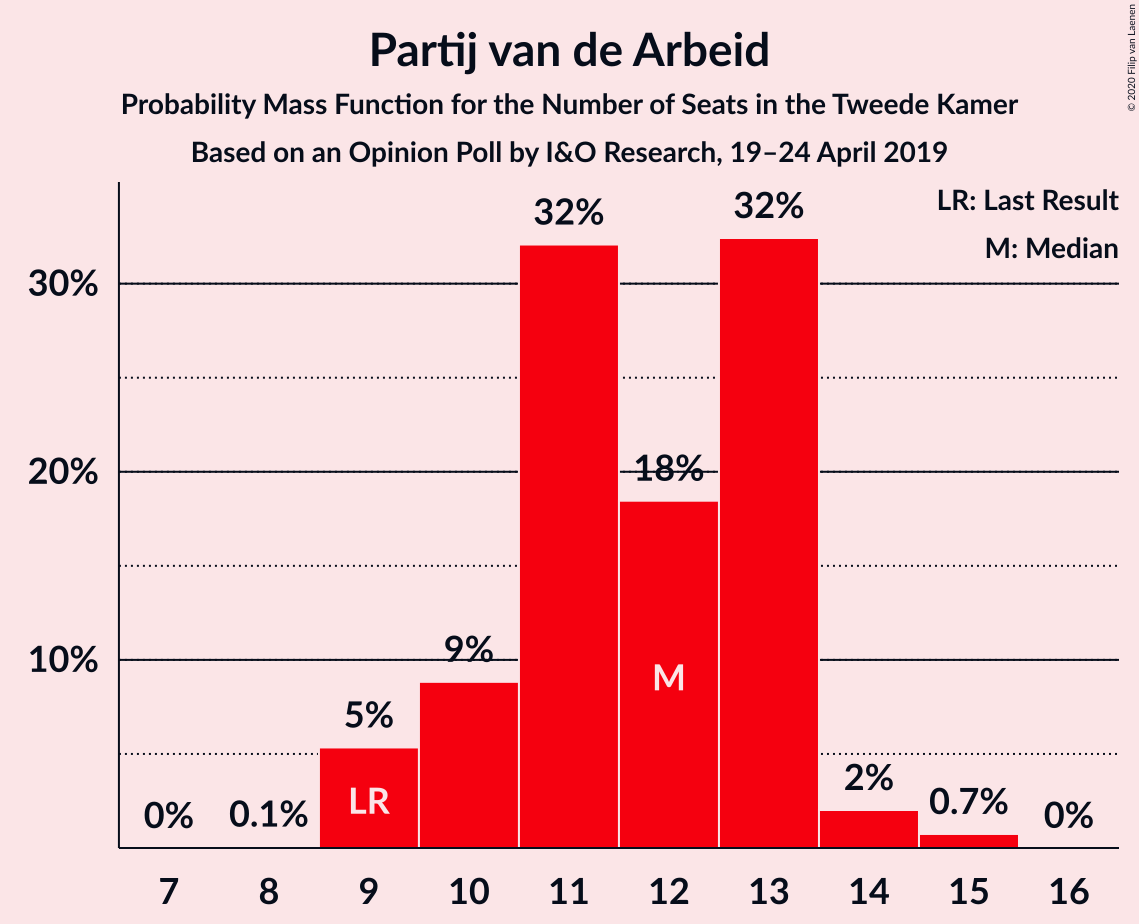 Partij van de Arbeid
Probability Mass Function for the Number of Seats in the Tweede Kamer
Based on an Opinion Poll by I&O Research, 19–24 April 2019
© 2020 Filip van Laenen
LR: Last Result
M: Median
30%
20%
10%
0%
0.1%
5%
9%
32%
18%
32%
2%
0.7%
0%
LR
M
7 8 9 10 11 12 13 14 15 16